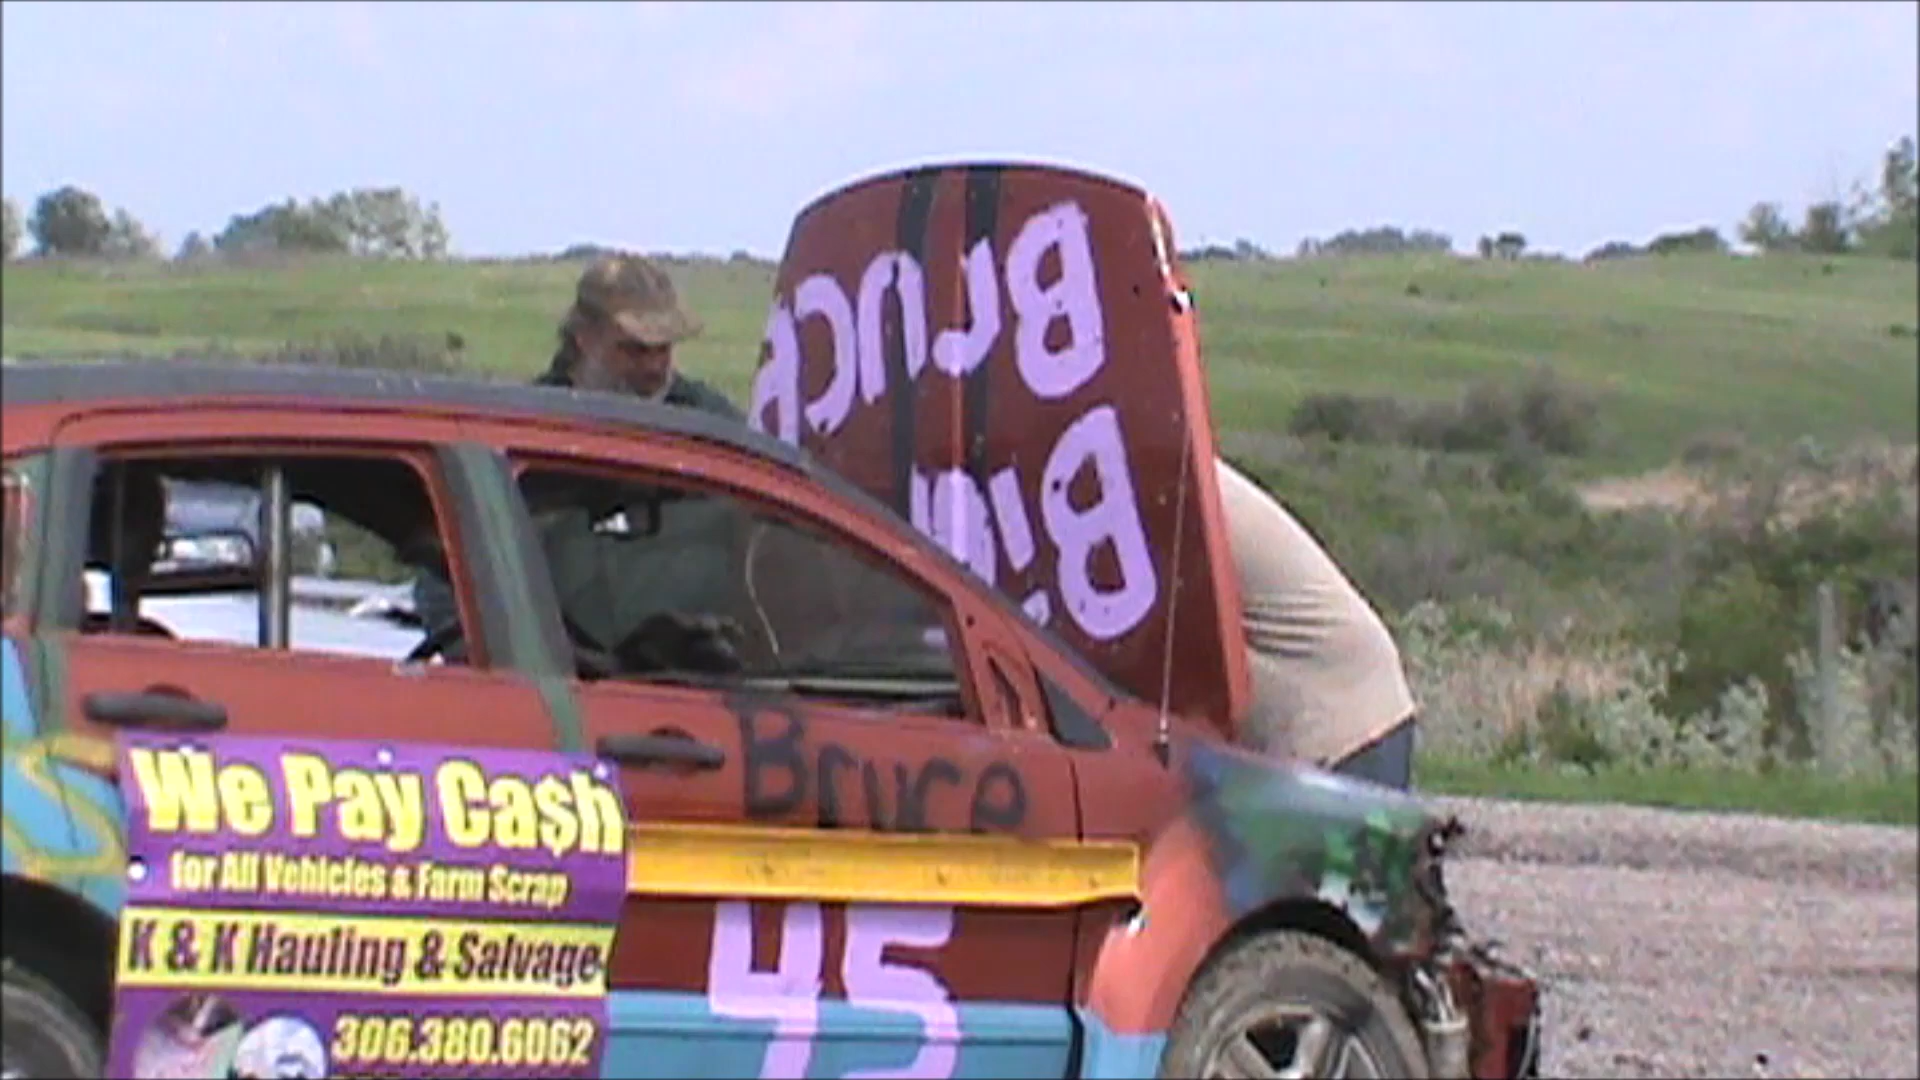 Bruce
Big
Bruce
45
We Pay Ca$h
for All Vehicles & Farm Scrap
K & K Hauling & Salvage
306.380.6062